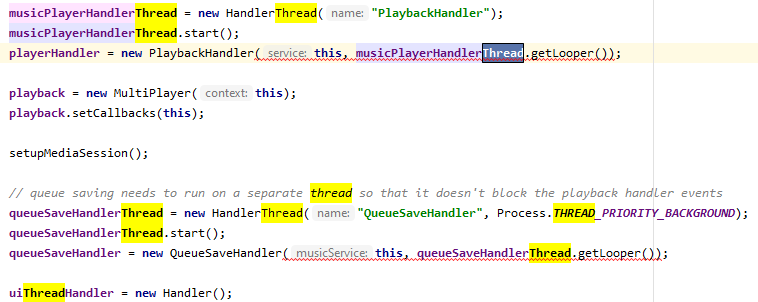 musicPlayerHandlerThread = new HandlerThread( name: "PlaybackHandler");
musicPlayerHandlerThread.start();
playerHandler = new PlaybackHandler( service: this, musicPlayerHandlerThread.getLooper());
playback = new MultiPlayer( context: this);
playback.setCallbacks(this);
setupMediaSession();
// queue saving needs to run on a separate thread so that it doesn't block the playback handler events
queueSaveHandlerThread = new HandlerThread( name: "QueueSaveHandler", Process.THREAD_PRIORITY_BACKGROUND);
queueSaveHandlerThread.start();
queueSaveHandler = new QueueSaveHandler( musicService: this, queueSaveHandlerThread.getLooper());
uiThreadHandler = new Handler();